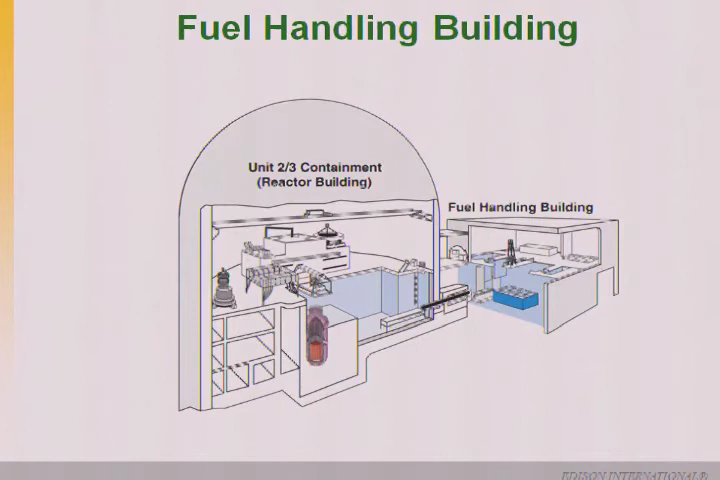 Fuel Handling Building
Unit 2/3 Containment
(Reactor Building)
Fuel Handling Building
EDISON INTERNATIONAL®